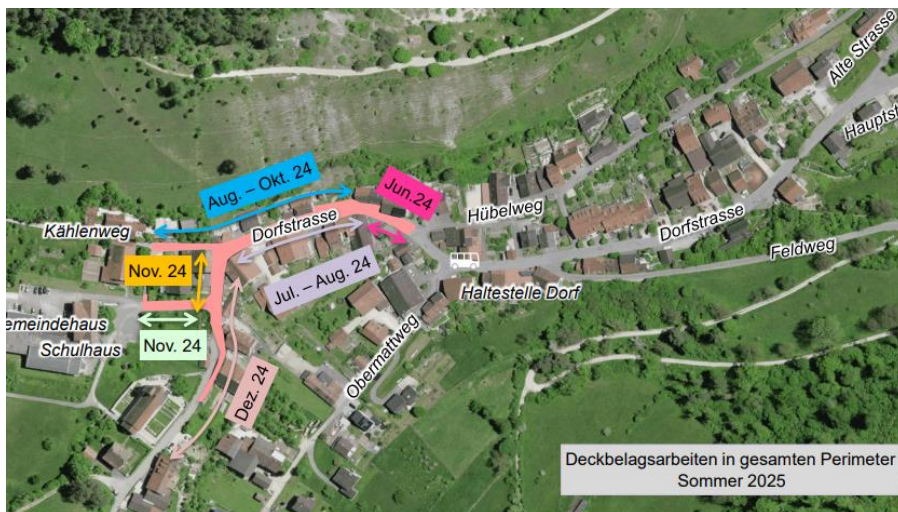 Alte Strasse
Hauptst
Aug. – Okt. 24
Jun.24
Hübelweg
Dorfstrasse
Kählenweg
Dorfstrasse
Feldweg
Nov. 24
Jul. – Aug. 24
Haltestelle Dorf
emeindehaus
Schulhaus
Nov. 24
Obermattweg
Dez. 24
Deckbelagsarbeiten in gesamten Perimeter
Sommer 2025